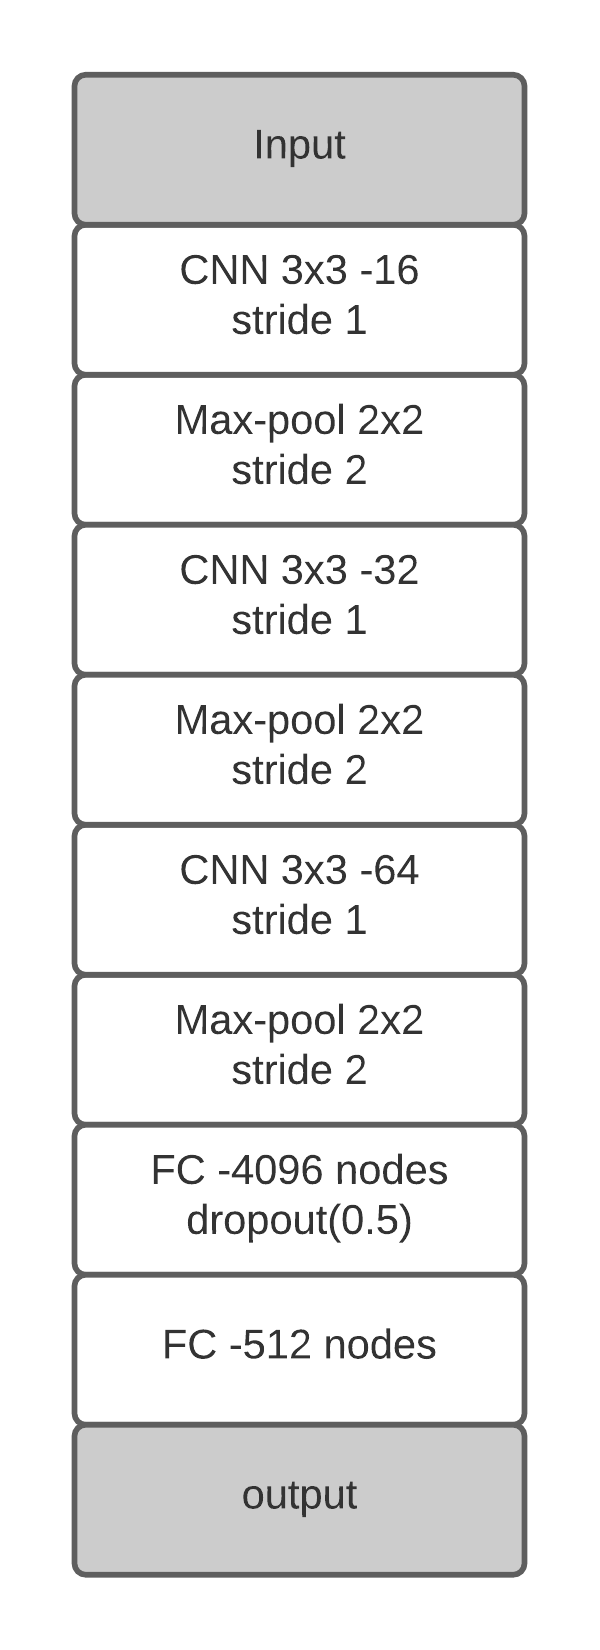 Input
CNN 3x3 -16
stride 1
Max-pool 2x2
stride 2
CNN 3x3 -32
stride 1
Max-pool 2x2
stride 2
CNN 3x3 -64
stride 1
Max-pool 2x2
stride 2
FC -4096 nodes
dropout(0.5)
FC -512 nodes
output